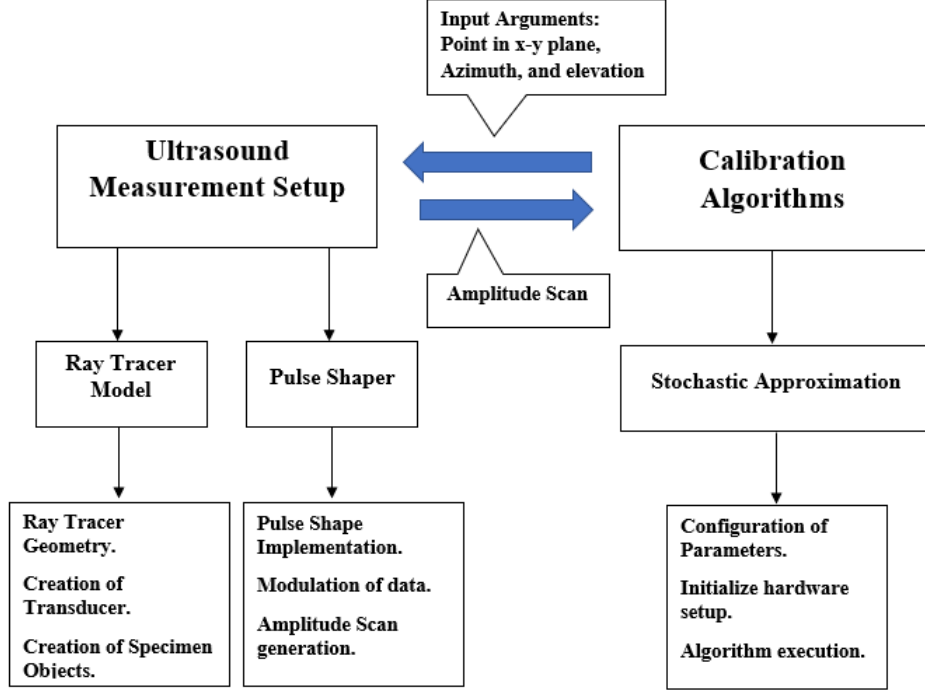 Input Arguments:
Point in x-y plane,
Azimuth, and elevation
Ultrasound
Measurement Setup
Calibration
Algorithms
Amplitude Scan
Ray Tracer
Model
Pulse Shaper
Stochastic Approximation
Ray Tracer
Geometry.
Creation of
Transducer.
Creation of Specimen
Objects.
Pulse Shape
Implementation.
Modulation of data.
Amplitude Scan
generation.
Configuration of
Parameters.
Initialize hardware
setup.
Algorithm execution.